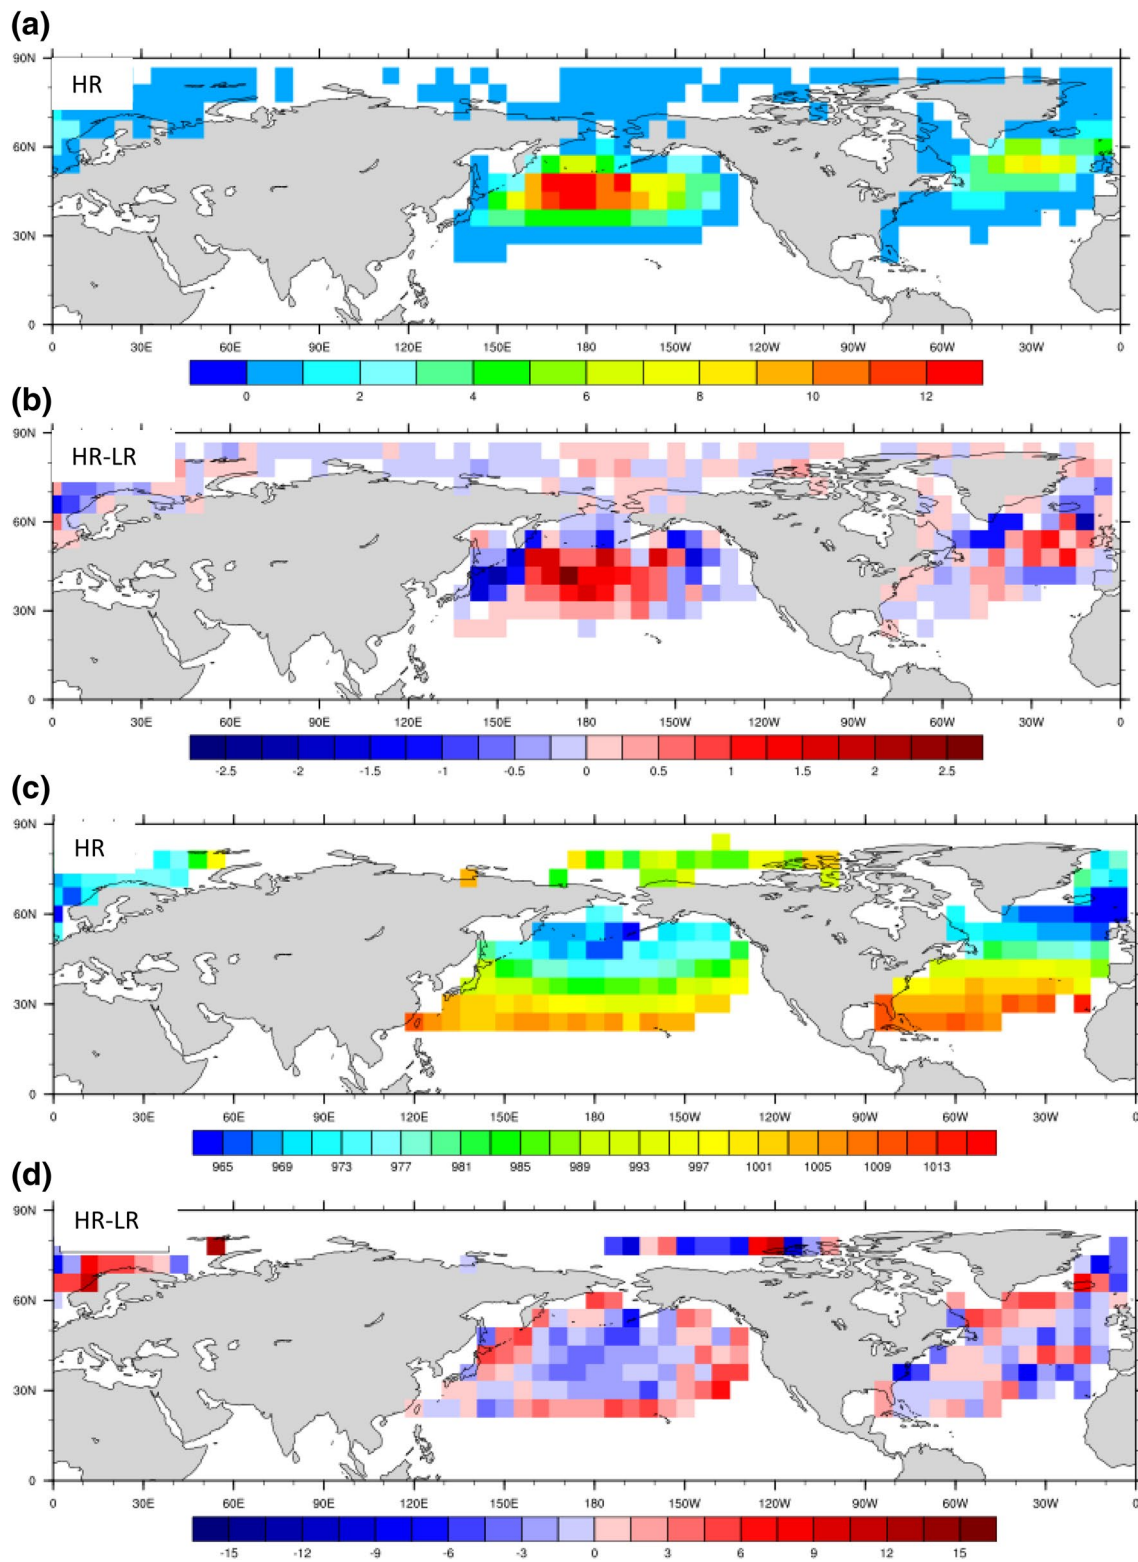 (a)
90N
HR
60N
30N
0
0 30E 60E 90E 120E 150E 180 150W 120W 90W 60W 30W 0
0 2 4 6 8 10 12
(b)
90N
HR-LR
60N
30N
0
0 30E 60E 90E 120E 150E 180 150W 120W 90W 60W 30W 0
-2.5 -2 -1.5 -1 -0.5 0 0.5 1 1.5 2 2.5
(c)
90N
HR
60N
30N
0
0 30E 60E 90E 120E 150E 180 150W 120W 90W 60W 30W 0
965 969 973 977 981 985 989 993 997 1001 1005 1009 1013
(d)
90N
HR-LR
60N
30N
0
0 30E 60E 90E 120E 150E 180 150W 120W 90W 60W 30W 0
-15 -12 -9 -6 -3 0 3 6 9 12 15